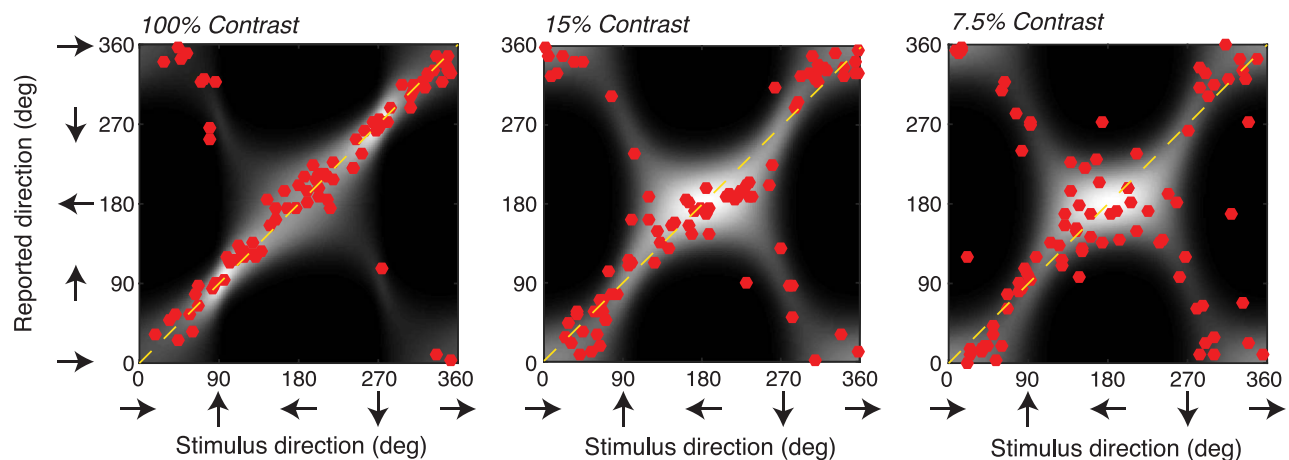 100% Contrast
15% Contrast
7.5% Contrast
Reported direction (deg)
360
270
180
90
0
0 90 180 270 360
Stimulus direction (deg)
360
270
180
90
0
0 90 180 270 360
Stimulus direction (deg)
360
270
180
90
0
0 90 180 270 360
Stimulus direction (deg)